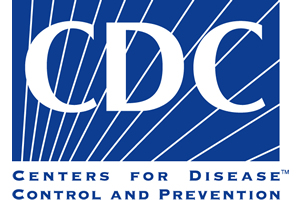 CDC
CENTERS FOR DISEASE™
CONTROL AND PREVENTION